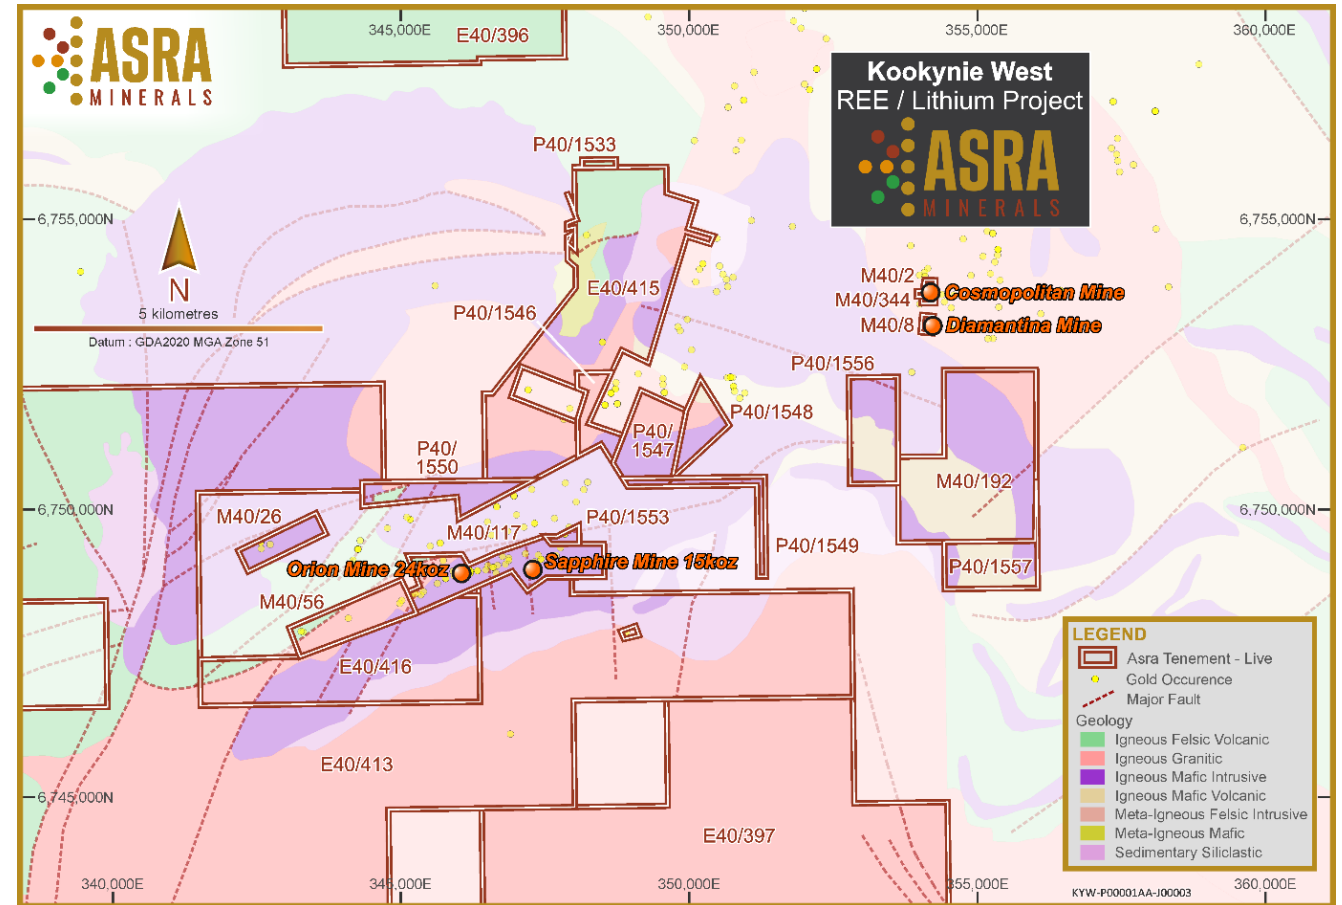 ASRA
MINERALS
345,000E
350,000E
355,000E
360,000E
E40/396
Kookynie West
REE / Lithium Project
ASRA
MINERALS
P40/1533
6,755,000N
6,755,000N
N
5 kilometres
Datum : GDA2020 MGA Zone 51
E40/415
P40/1546
M40/2
M40/344
M40/8
Cosmopolitan Mine
Diamantina Mine
P40/1556
P40/1548
P40/
1547
P40/
1550
M40/192
M40/26
6,750,000N
6,750,000N
M40/117
P40/1553
P40/1549
P40/1557
Orion Mine 24koz
Sapphire Mine 15koz
M40/56
E40/416
E40/413
E40/397
6,745,000N
LEGEND
Asra Tenement - Live
Gold Occurence
Major Fault
Geology
Igneous Felsic Volcanic
Igneous Granitic
Igneous Mafic Intrusive
Igneous Mafic Volcanic
Meta-Igneous Felsic Intrusive
Meta-Igneous Mafic
Sedimentary Siliclastic
340,000E
345,000E
350,000E
355,000E
360,000E
KYW-P00001AA-J00003